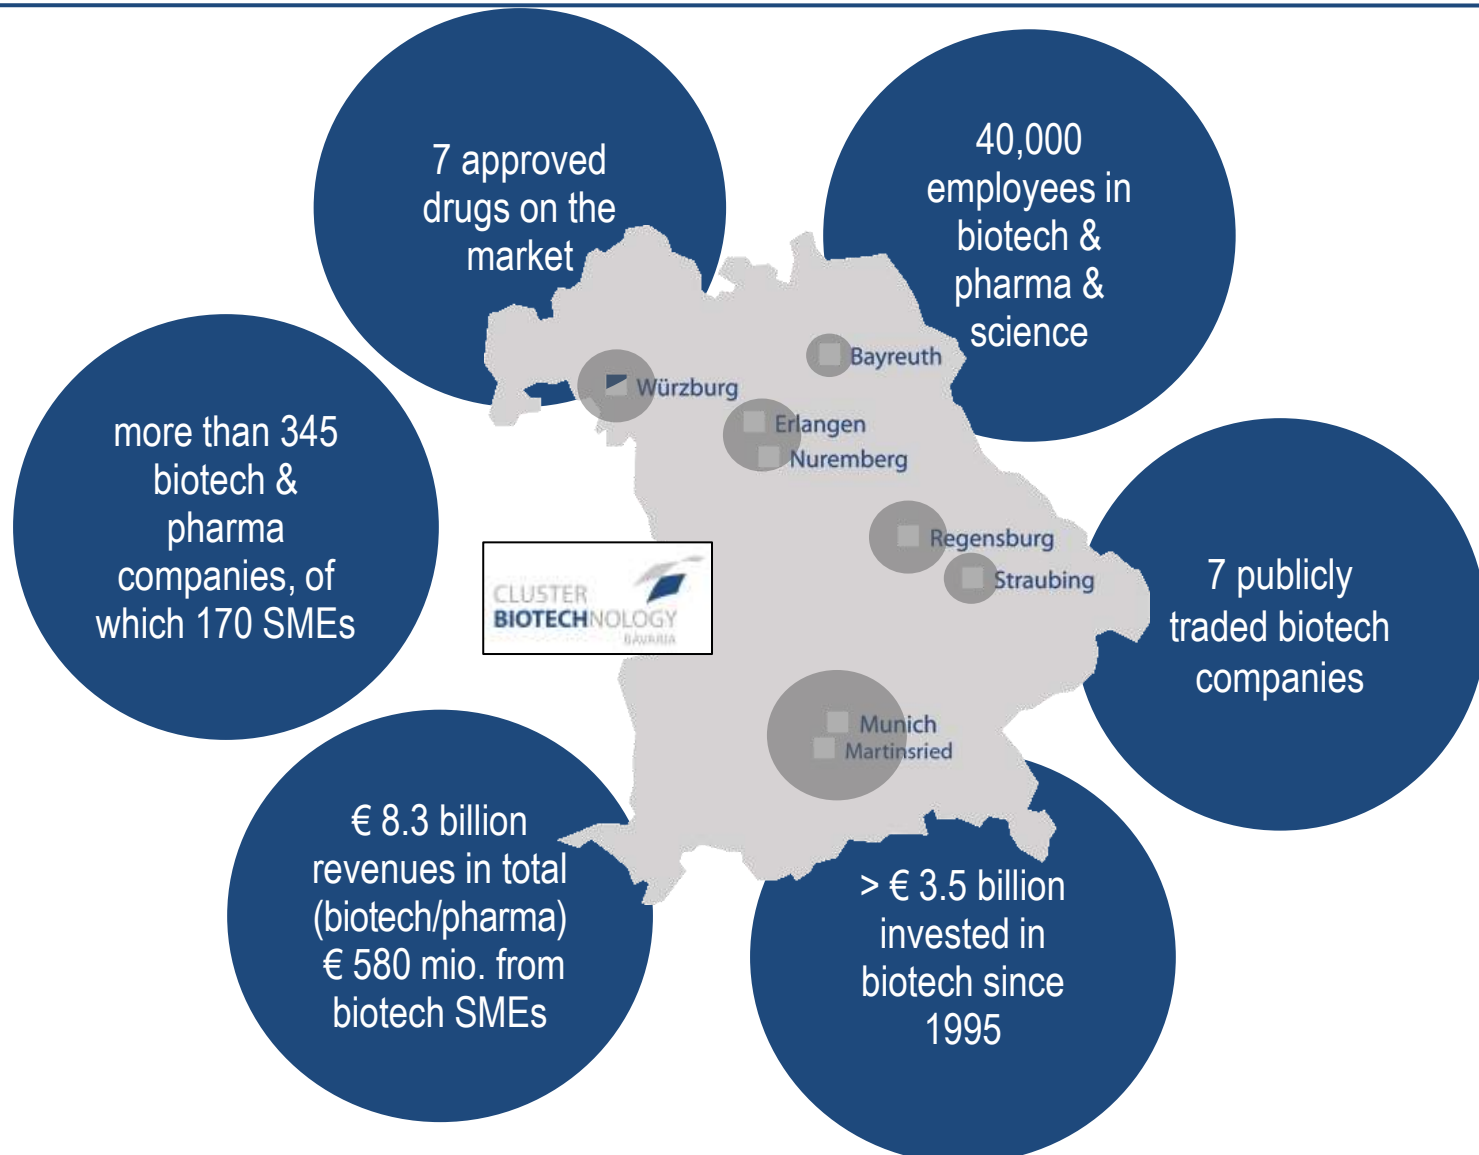 7 approved
drugs on the
market
40,000
employees in
biotech &
pharma &
science
more than 345
biotech &
pharma
companies, of
which 170 SMEs
Bayreuth
Würzburg
Erlangen
Nuremberg
Regensburg
Straubing
Munich
Martinsried
CLUSTER
BIOTECHNOLOGY
BAVARIA
7 publicly
traded biotech
companies
€ 8.3 billion
revenues in total
(biotech/pharma)
€ 580 mio. from
biotech SMEs
> € 3.5 billion
invested in
biotech since
1995